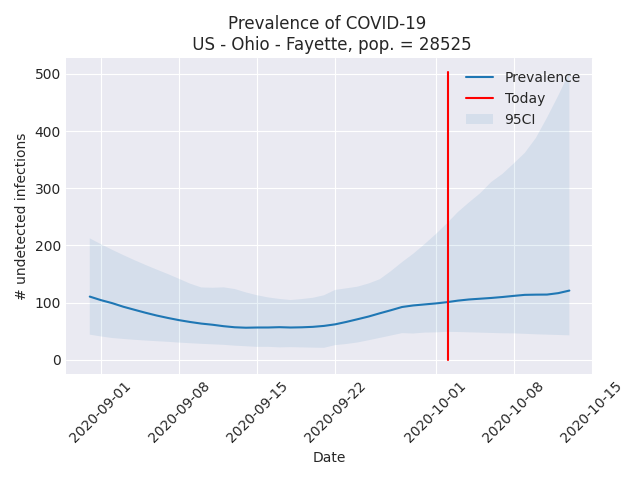 Prevalence of COVID-19
US - Ohio - Fayette, pop. = 28525
500
400
300
200
100
0
# undetected infections
Prevalence
Today
95CI
2020-09-01
2020-09-08
2020-09-15
2020-09-22
2020-10-01
2020-10-08
2020-10-15
Date